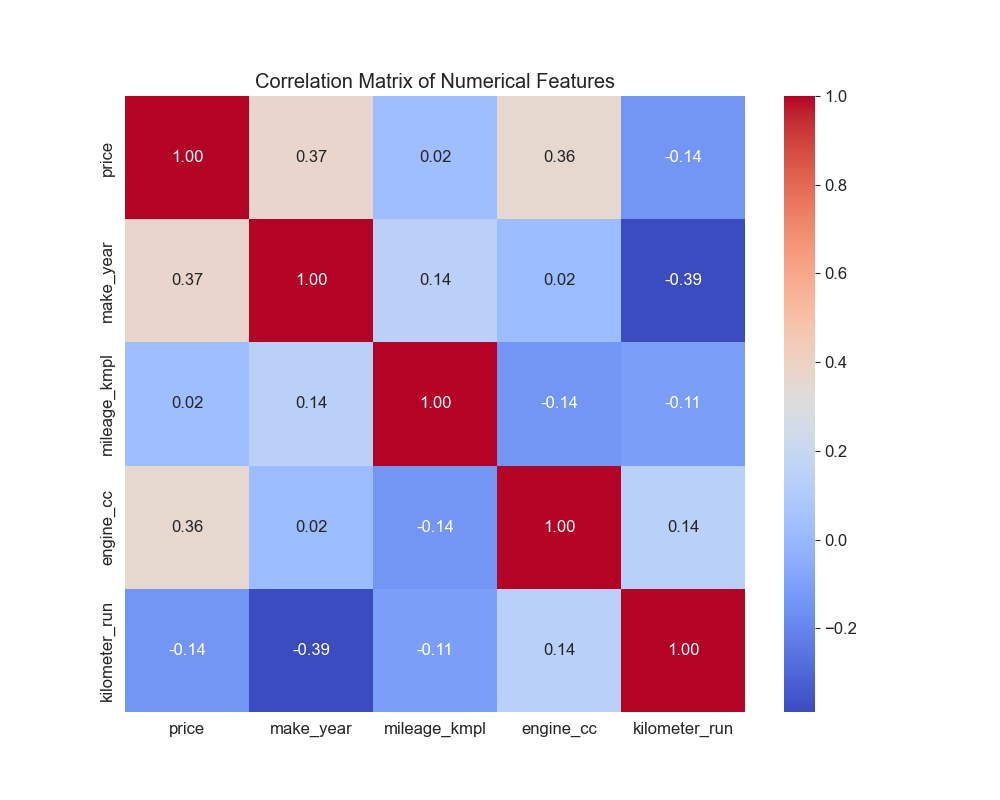 Correlation Matrix of Numerical Features
price
1.00
0.37
0.02
0.36
-0.14
make_year
0.37
1.00
0.14
0.02
-0.39
mileage_kmpl
0.02
0.14
1.00
-0.14
-0.11
engine_cc
0.36
0.02
-0.14
1.00
0.14
kilometer_run
-0.14
-0.39
-0.11
0.14
1.00
price
make_year
mileage_kmpl
engine_cc
kilometer_run
1.0
0.8
0.6
0.4
0.2
0.0
−0.2